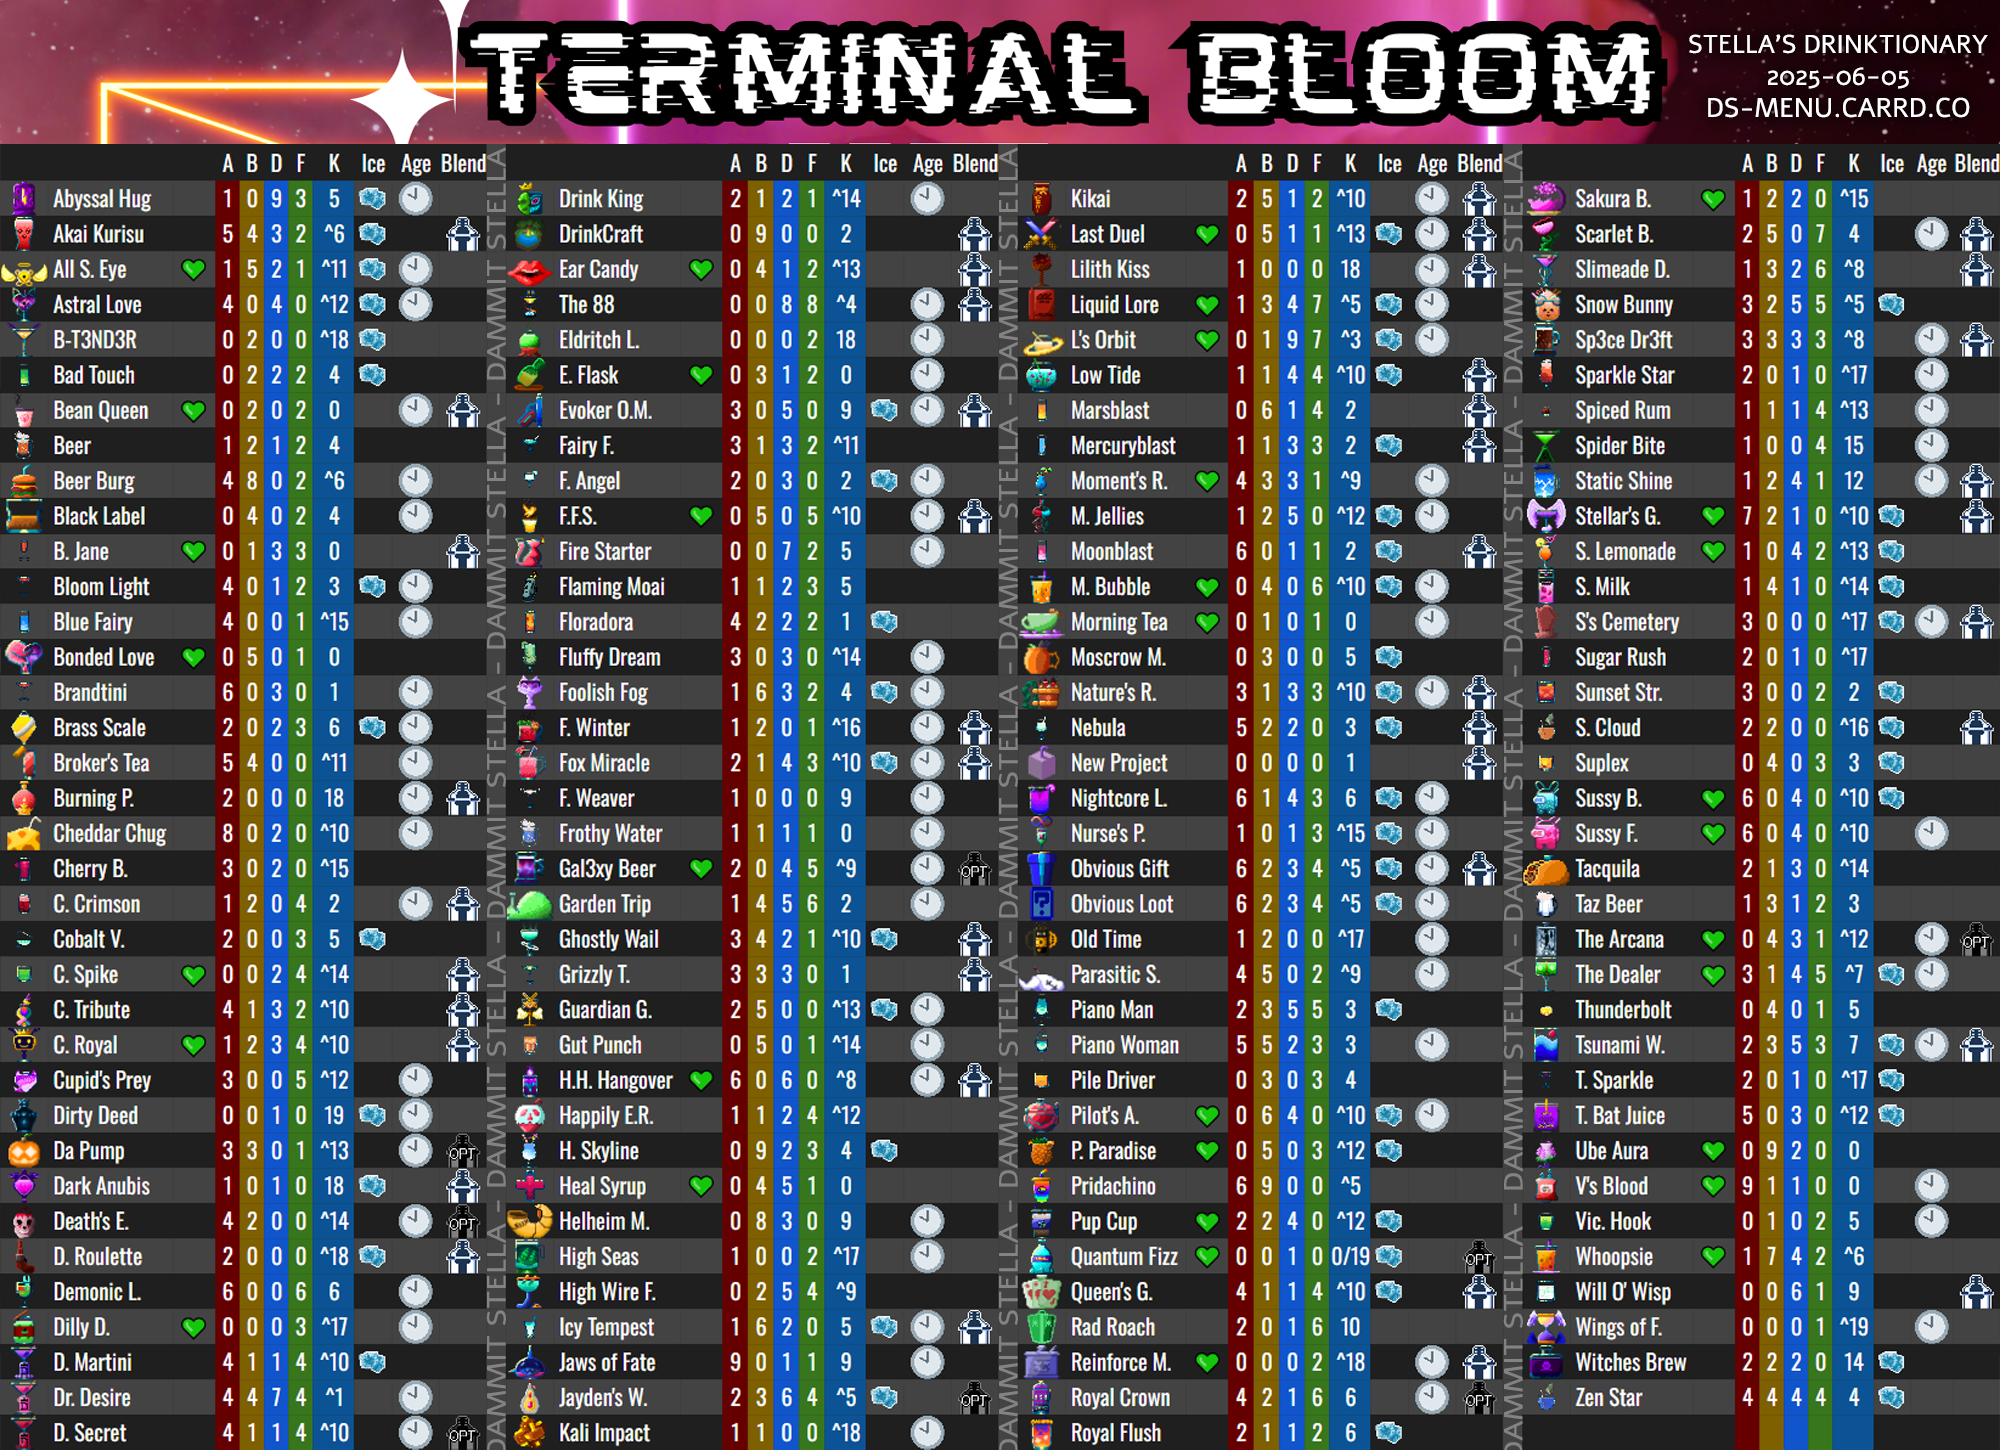 TERMINAL BLOOM
STELLA'S DRINKTIONARY
2025-06-05
DS-MENU.CARRD.CO
A B D F K Ice Age Blend
Abyssal Hug 1 0 9 3 5
Akai Kurisu 5 4 3 2 ^6
All S. Eye 1 5 2 1 ^11
Astral Love 4 0 4 0 ^12
B-T3ND3R 0 2 0 0 ^18
Bad Touch 0 2 2 2 4
Bean Queen 0 2 0 2 0
Beer 1 2 1 2 4
Beer Burg 4 8 0 2 ^6
Black Label 0 4 0 2 4
B. Jane 0 1 3 3 0
Bloom Light 4 0 1 2 3
Blue Fairy 4 0 0 1 ^15
Bonded Love 0 5 0 1 0
Brandtini 6 0 3 0 1
Brass Scale 2 0 2 3 6
Broker's Tea 5 4 0 0 ^11
Burning P. 2 0 0 0 18
Cheddar Chug 8 0 2 0 ^10
Cherry B. 3 0 2 0 ^15
C. Crimson 1 2 0 4 2
Cobalt V. 2 0 0 3 5
C. Spike 0 0 2 4 ^14
C. Tribute 4 1 3 2 ^10
C. Royal 1 2 3 4 ^10
Cupid's Prey 3 0 0 5 ^12
Dirty Deed 0 0 1 0 19
Da Pump 3 3 0 1 ^13 OPT
Dark Anubis 1 0 1 0 18
Death's E. 4 2 0 0 ^14 OPT
D. Roulette 2 0 0 0 ^18
Demonic L. 6 0 0 6 6
Dilly D. 0 0 0 3 ^17
D. Martini 4 1 1 4 ^10
Dr. Desire 4 4 7 4 ^1
D. Secret 4 1 1 4 ^10 OPT
DAMMIT STELLA - DAMMIT STELLA - DAMMIT STELLA - DAMMIT STELLA
A B D F K Ice Age Blend
Drink King 2 1 2 1 ^14
DrinkCraft 0 9 0 0 2
Ear Candy 0 4 1 2 ^13
The 88 0 0 8 8 ^4
Eldritch L. 0 0 0 2 18
E. Flask 0 3 1 2 0
Evoker O.M. 3 0 5 0 9
Fairy F. 3 1 3 2 ^11
F. Angel 2 0 3 0 2
F.F.S. 0 5 0 5 ^10
Fire Starter 0 0 7 2 5
Flaming Moai 1 1 2 3 5
Floradora 4 2 2 2 1
Fluffy Dream 3 0 3 0 ^14
Foolish Fog 1 6 3 2 4
F. Winter 1 2 0 1 ^16
Fox Miracle 2 1 4 3 ^10
F. Weaver 1 0 0 0 9
Frothy Water 1 1 1 1 0
Gal3xy Beer 2 0 4 5 ^9 OPT
Garden Trip 1 4 5 6 2
Ghostly Wail 3 4 2 1 ^10
Grizzly T. 3 3 3 0 1
Guardian G. 2 5 0 0 ^13
Gut Punch 0 5 0 1 ^14
H.H. Hangover 6 0 6 0 ^8
Happily E.R. 1 1 2 4 ^12
H. Skyline 0 9 2 3 4
Heal Syrup 0 4 5 1 0
Helheim M. 0 8 3 0 9
High Seas 1 0 0 2 ^17
High Wire F. 0 2 5 4 ^9
Icy Tempest 1 6 2 0 5
Jaws of Fate 9 0 1 1 9
Jayden's W. 2 3 6 4 ^5 OPT
Kali Impact 1 1 0 0 ^18
DAMMIT STELLA - DAMMIT STELLA - DAMMIT STELLA - DAMMIT STELLA
A B D F K Ice Age Blend
Kikai 2 5 1 2 ^10
Last Duel 0 5 1 1 ^13
Lilith Kiss 1 0 0 0 18
Liquid Lore 1 3 4 7 ^5
L's Orbit 0 1 9 7 ^3
Low Tide 1 1 4 4 ^10
Marsblast 0 6 1 4 2
Mercuryblast 1 1 3 3 2
Moment's R. 4 3 3 1 ^9
M. Jellies 1 2 5 0 ^12
Moonblast 6 0 1 1 2
M. Bubble 0 4 0 6 ^10
Morning Tea 0 1 0 1 0
Moscrow M. 0 3 0 0 5
Nature's R. 3 1 3 3 ^10
Nebula 5 2 2 0 3
New Project 0 0 0 0 1
Nightcore L. 6 1 4 3 6
Nurse's P. 1 0 1 3 ^15
Obvious Gift 6 2 3 4 ^5
Obvious Loot 6 2 3 4 ^5
Old Time 1 2 0 0 ^17
Parasitic S. 4 5 0 2 ^9
Piano Man 2 3 5 5 3
Piano Woman 5 5 2 3 3
Pile Driver 0 3 0 3 4
Pilot's A. 0 6 4 0 ^10
P. Paradise 0 5 0 3 ^12
Pridachino 6 9 0 0 ^5
Pup Cup 2 2 4 0 ^12
Quantum Fizz 0 0 1 0 0/19 OPT
Queen's G. 4 1 1 4 ^10
Rad Roach 2 0 1 6 10
Reinforce M. 0 0 0 2 ^18
Royal Crown 4 2 1 6 6 OPT
Royal Flush 2 1 1 2 6
DAMMIT STELLA - DAMMIT STELLA - DAMMIT STELLA - DAMMIT STELLA
A B D F K Ice Age Blend
Sakura B. 1 2 2 0 ^15
Scarlet B. 2 5 0 7 4
Slimeade D. 1 3 2 6 ^8
Snow Bunny 3 2 5 5 ^5
Sp3ce Dr3ft 3 3 3 3 ^8
Sparkle Star 2 0 1 0 ^17
Spiced Rum 1 1 1 4 ^13
Spider Bite 1 0 0 4 15
Static Shine 1 2 4 1 12
Stellar's G. 7 2 1 0 ^10
S. Lemonade 1 0 4 2 ^13
S. Milk 1 4 1 0 ^14
S's Cemetery 3 0 0 0 ^17
Sugar Rush 2 0 1 0 ^17
Sunset Str. 3 0 0 2 2
S. Cloud 2 2 0 0 ^16
Suplex 0 4 0 3 3
Sussy B. 6 0 4 0 ^10
Sussy F. 6 0 4 0 ^10
Tacquila 2 1 3 0 ^14
Taz Beer 1 3 1 2 3
The Arcana 0 4 3 1 ^12 OPT
The Dealer 3 1 4 5 ^7
Thunderbolt 0 4 0 1 5
Tsunami W. 2 3 5 3 7
T. Sparkle 2 0 1 0 ^17
T. Bat Juice 5 0 3 0 ^12
Ube Aura 0 9 2 0 0
V's Blood 9 1 1 0 0
Vic. Hook 0 1 0 2 5
Whoopsie 1 7 4 2 ^6
Will O' Wisp 0 0 6 1 9
Wings of F. 0 0 0 1 ^19
Witches Brew 2 2 2 0 14
Zen Star 4 4 4 4 4